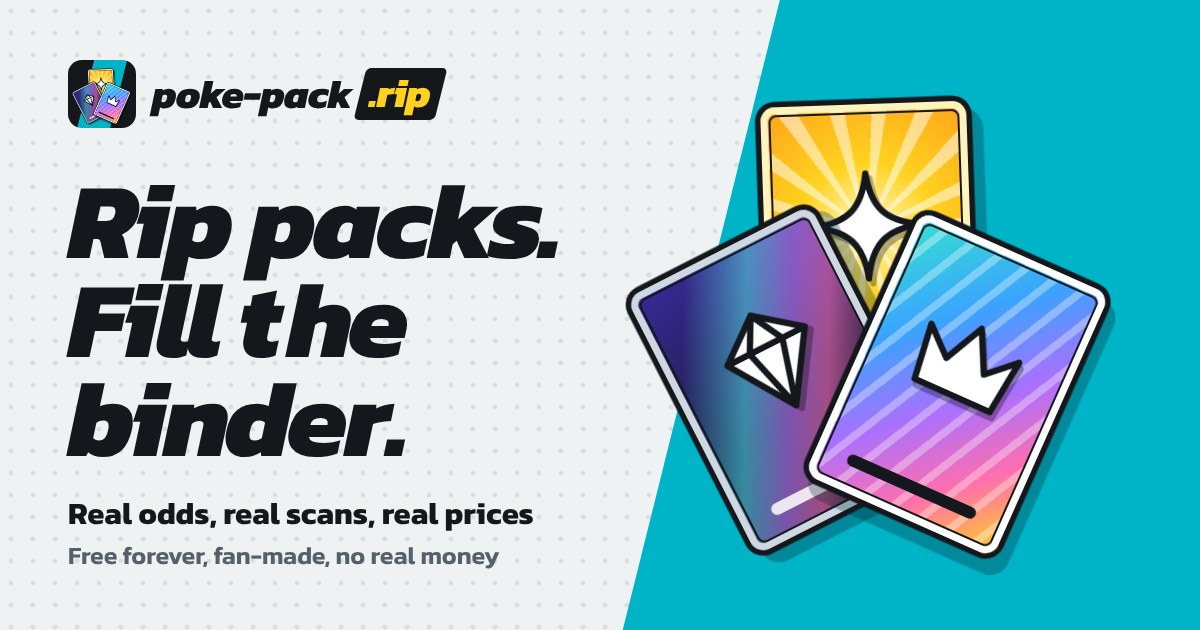 poke-pack .rip
Rip packs.
Fill the
binder.
Real odds, real scans, real prices
Free forever, fan-made, no real money